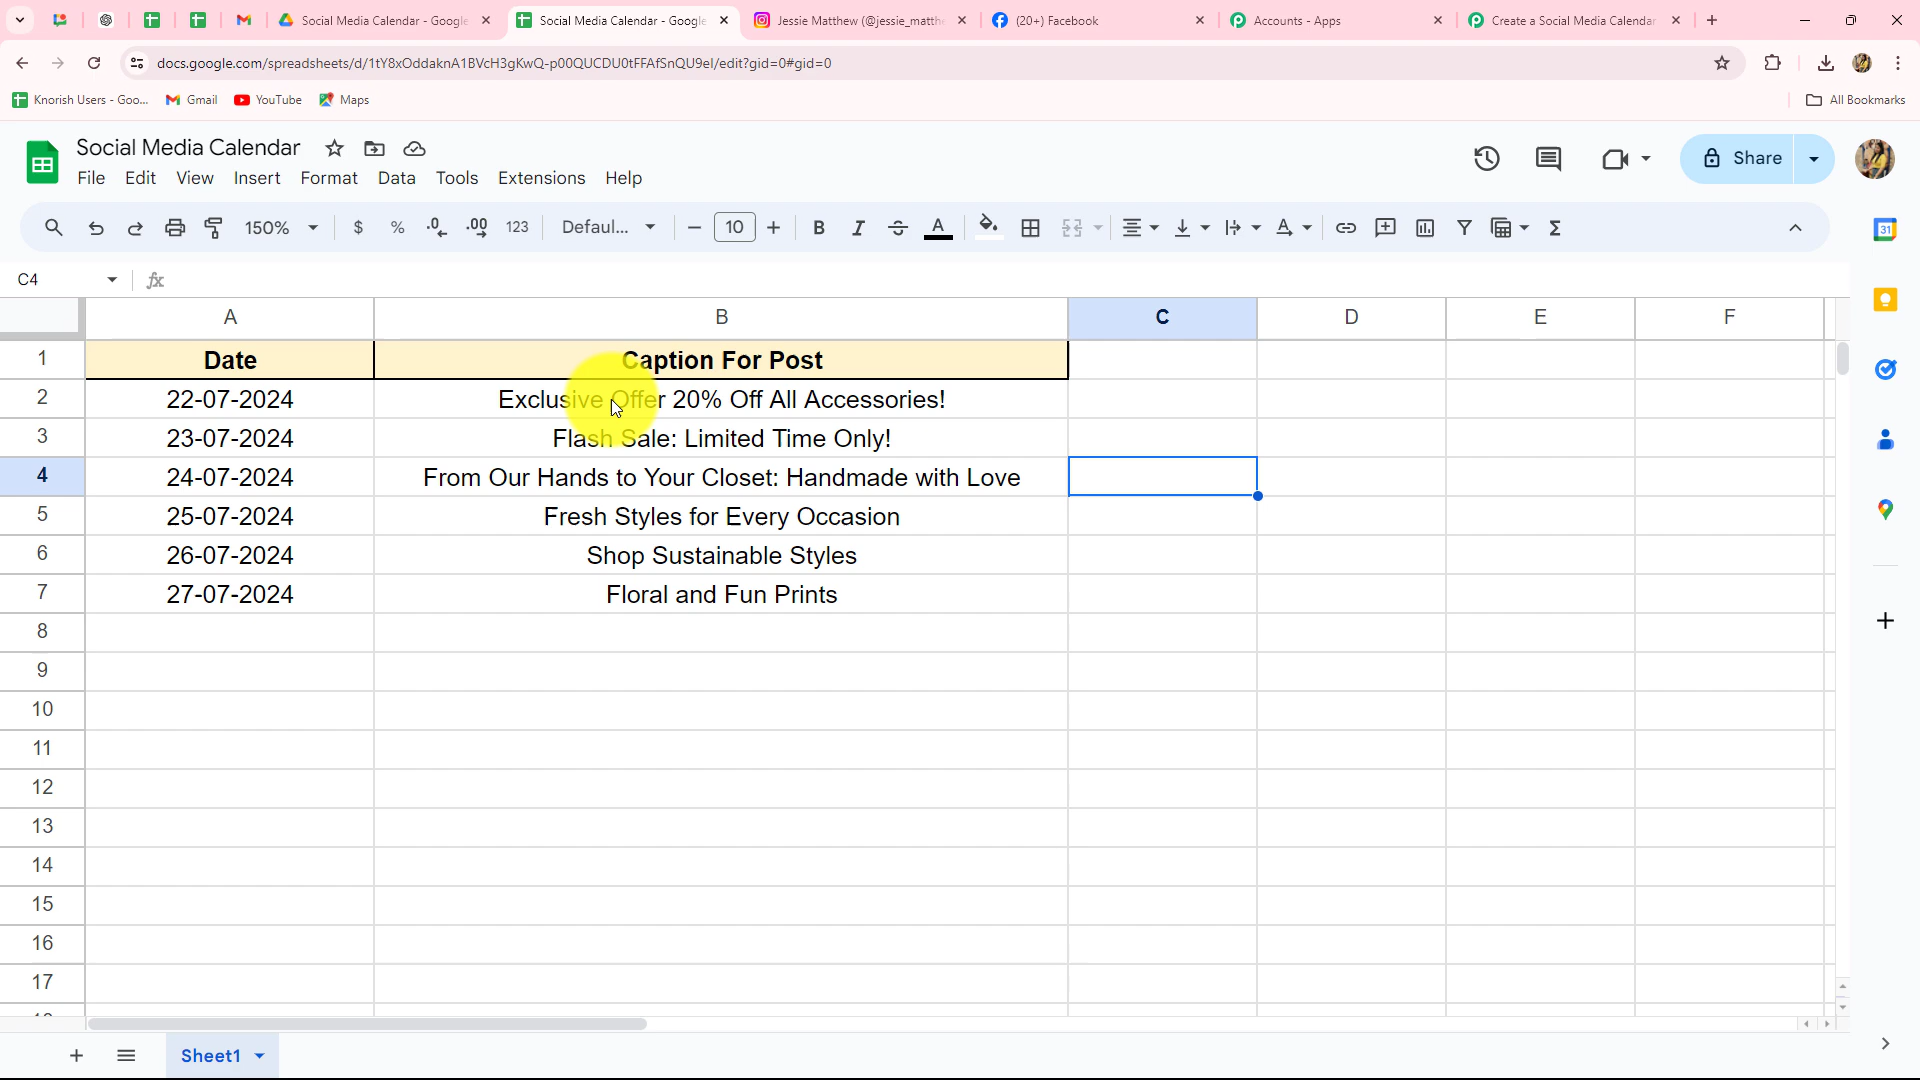 Social Media Calendar - Google
Social Media Calendar - Google
Jessie Matthew (@jessie_matthe
(20+) Facebook
Accounts - Apps
Create a Social Media Calendar
docs.google.com/spreadsheets/d/1tY8xOddaknA1BVcH3gKwQ-p00QUCDU0tFFAfSnQU9eI/edit?gid=0#gid=0
Knorish Users - Goo...
Gmail
YouTube
Maps
All Bookmarks
Social Media Calendar
File Edit View Insert Format Data Tools Extensions Help
Share
150% $ % .0 .00 123 Defaul... 10 B I A
31
C4 fx
A B C D E F
1 Date Caption For Post
2 22-07-2024 Exclusive Offer 20% Off All Accessories!
3 23-07-2024 Flash Sale: Limited Time Only!
4 24-07-2024 From Our Hands to Your Closet: Handmade with Love
5 25-07-2024 Fresh Styles for Every Occasion
6 26-07-2024 Shop Sustainable Styles
7 27-07-2024 Floral and Fun Prints
8
9
10
11
12
13
14
15
16
17
Sheet1